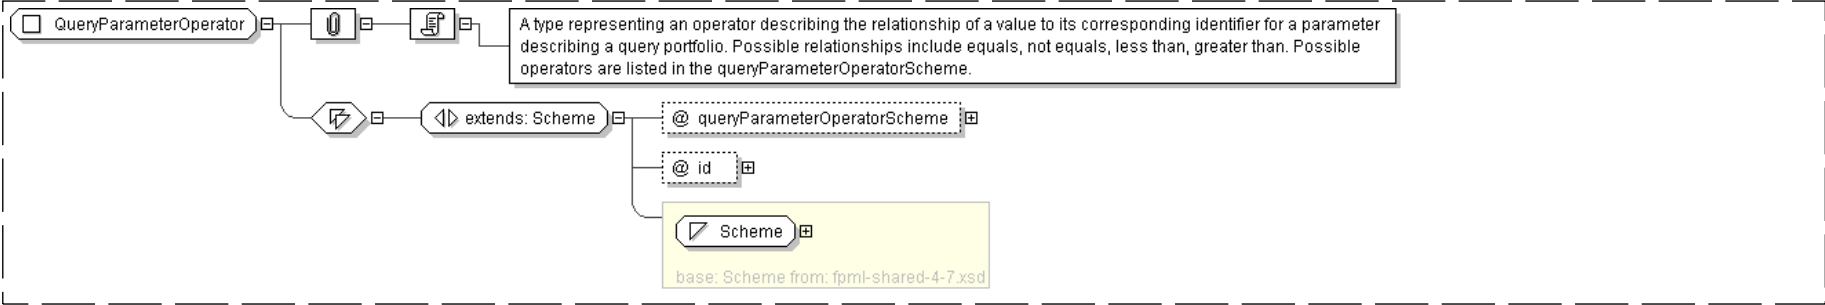 QueryParameterOperator
A type representing an operator describing the relationship of a value to its corresponding identifier for a parameter
describing a query portfolio. Possible relationships include equals, not equals, less than, greater than. Possible
operators are listed in the queryParameterOperatorScheme.
extends: Scheme
@ queryParameterOperatorScheme
@ id
Scheme
base: Scheme from: fpml-shared-4-7.xsd